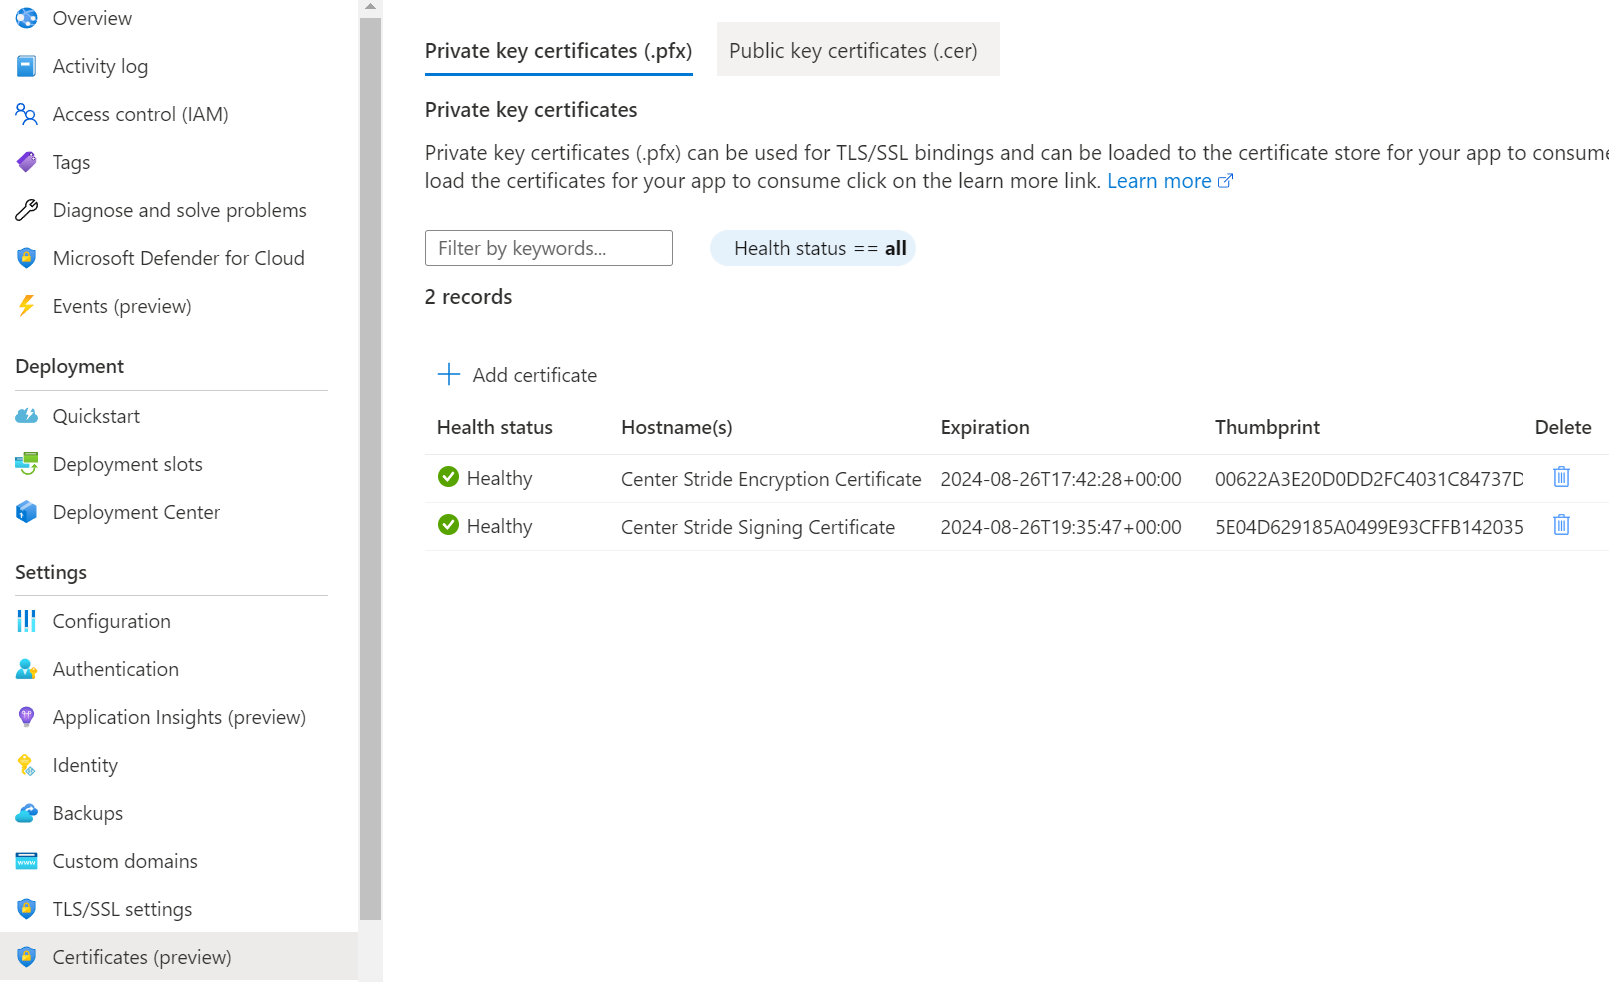 Overview
Activity log
Access control (IAM)
Tags
Diagnose and solve problems
Microsoft Defender for Cloud
Events (preview)
Deployment
Quickstart
Deployment slots
Deployment Center
Settings
Configuration
Authentication
Application Insights (preview)
Identity
Backups
Custom domains
TLS/SSL settings
Certificates (preview)
Private key certificates (.pfx) Public key certificates (.cer)
Private key certificates
Private key certificates (.pfx) can be used for TLS/SSL bindings and can be loaded to the certificate store for your app to consume
load the certificates for your app to consume click on the learn more link. Learn more
Filter by keywords... Health status == all
2 records
Add certificate
Health status Hostname(s) Expiration Thumbprint Delete
Healthy Center Stride Encryption Certificate 2024-08-26T17:42:28+00:00 00622A3E20D0DD2FC4031C84737D
Healthy Center Stride Signing Certificate 2024-08-26T19:35:47+00:00 5E04D629185A0499E93CFFB142035